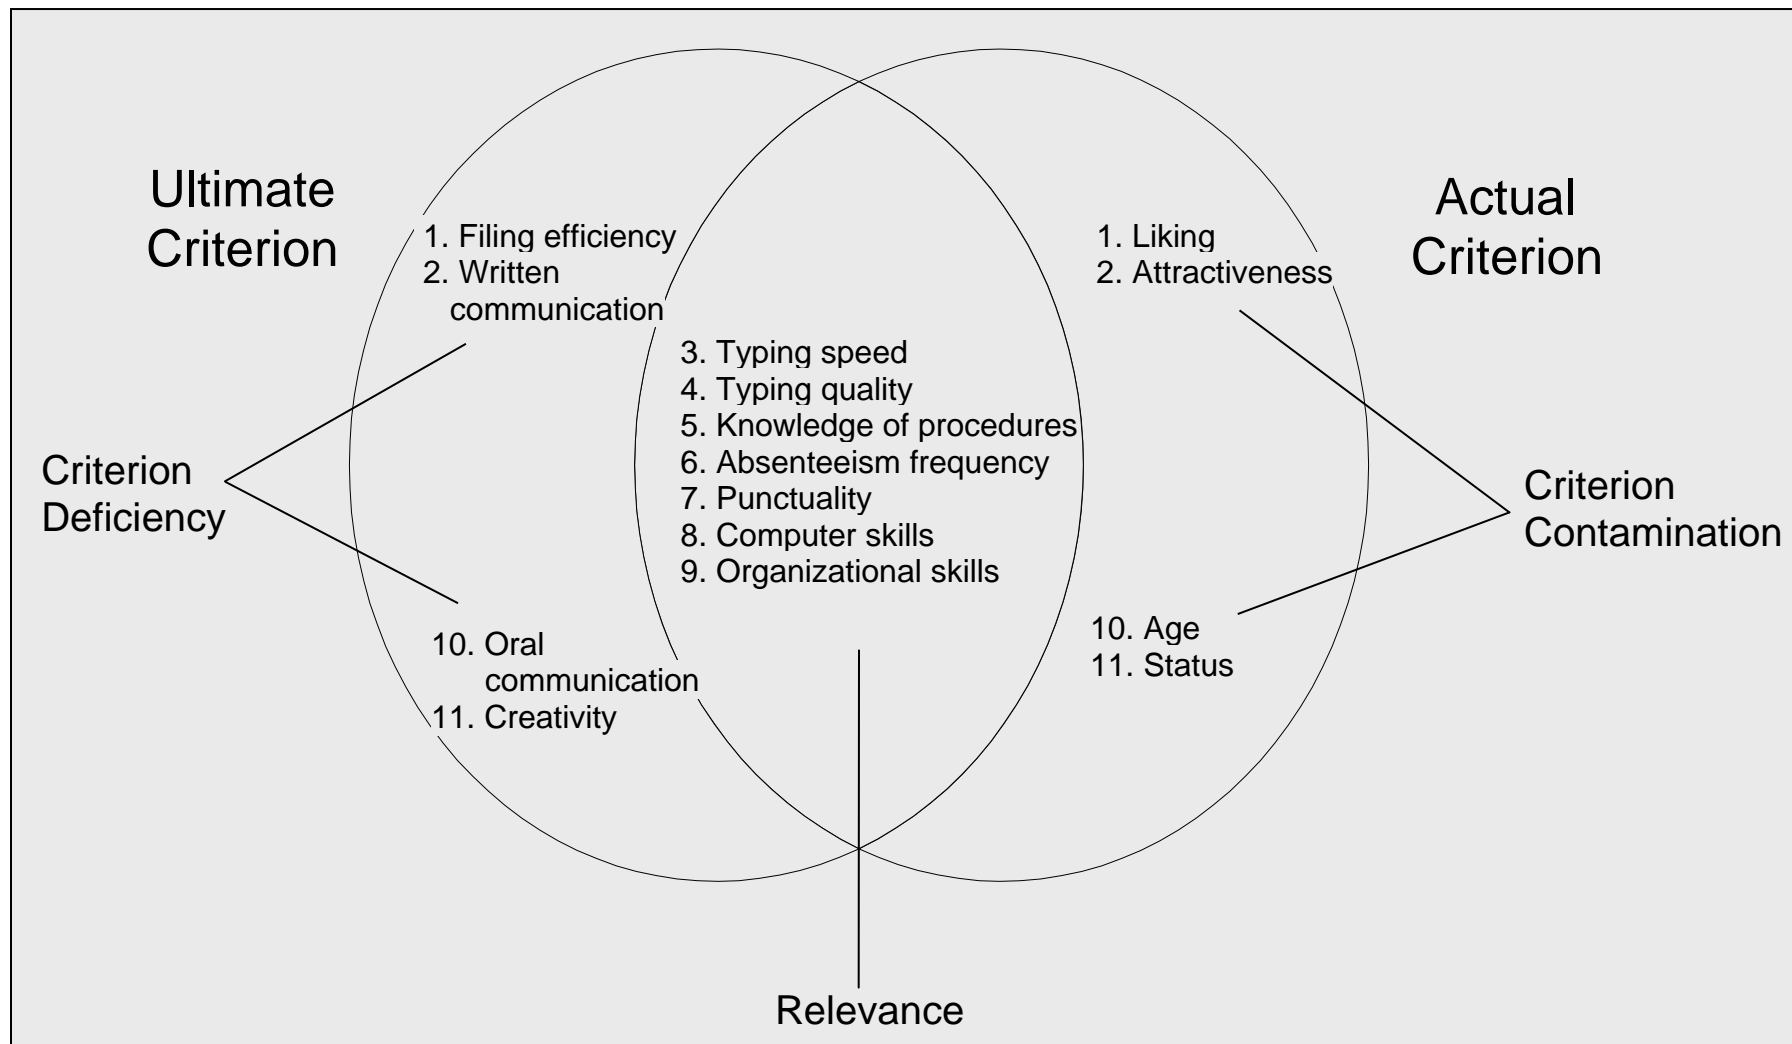 Ultimate
Criterion
1. Filing efficiency
2. Written
communication
1. Liking
2. Attractiveness
Actual
Criterion
3. Typing speed
4. Typing quality
5. Knowledge of procedures
6. Absenteeism frequency
7. Punctuality
8. Computer skills
9. Organizational skills
Criterion
Deficiency
Criterion
Contamination
10. Oral
communication
11. Creativity
10. Age
11. Status
Relevance